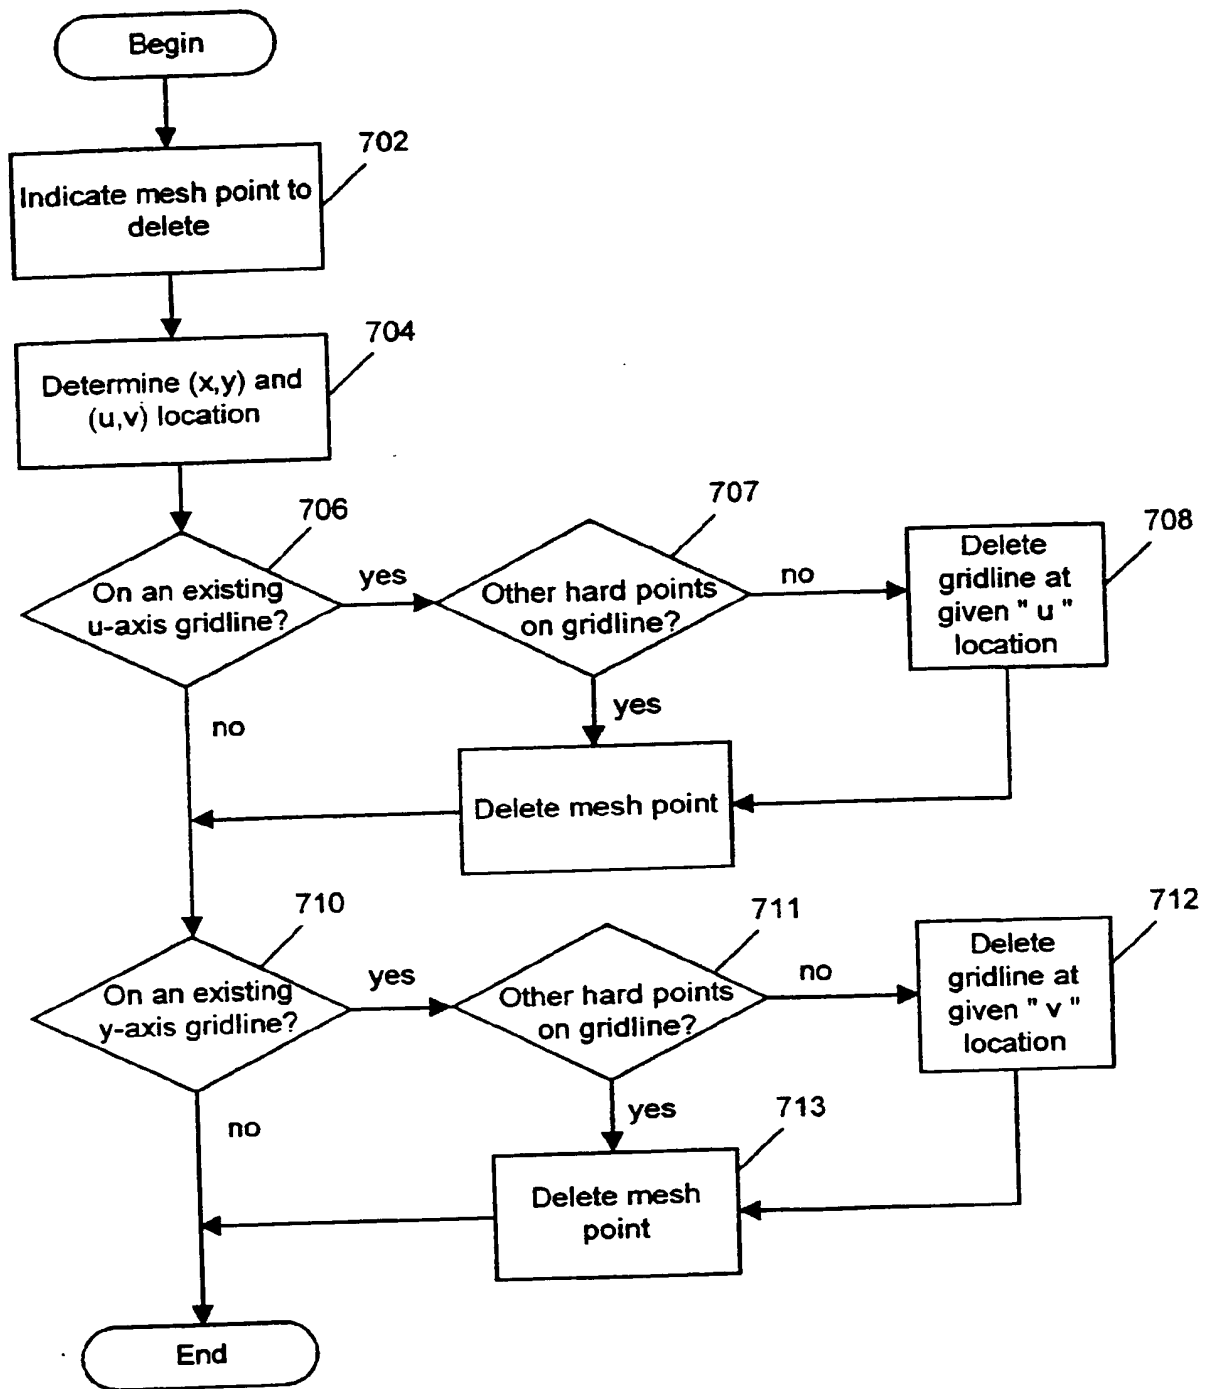 Begin
702
Indicate mesh point to
delete
704
Determine (x,y) and
(u,v) location
706
On an existing
u-axis gridline?
yes
707
Other hard points
on gridline?
no
708
Delete
gridline at
given " u "
location
no
yes
Delete mesh point
710
On an existing
y-axis gridline?
yes
711
Other hard points
on gridline?
no
712
Delete
gridline at
given " v "
location
no
yes
713
Delete mesh
point
End